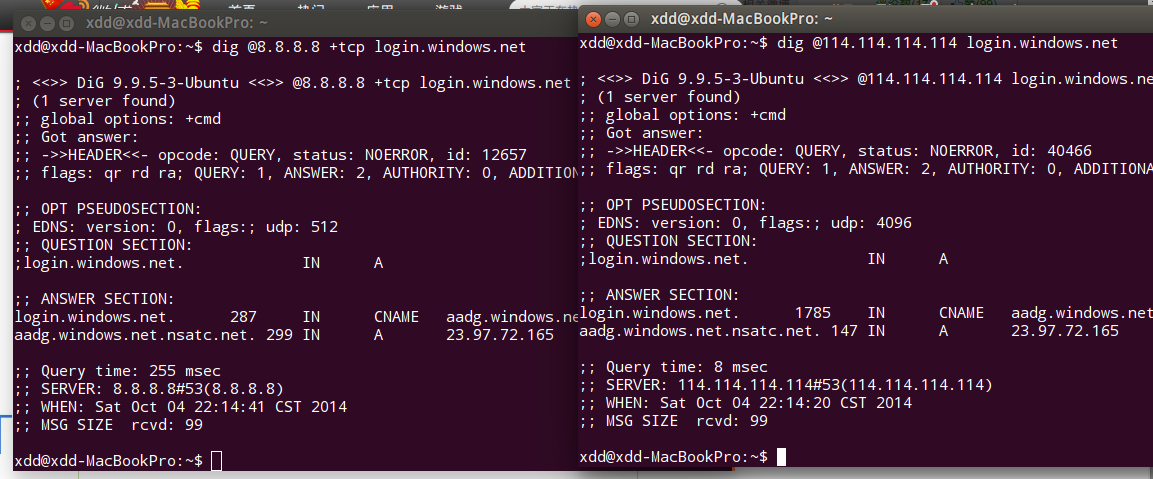 xdd@xdd-MacBookPro: ~
xdd@xdd-MacBookPro:~$ dig @8.8.8.8 +tcp login.windows.net
; <<>> DiG 9.9.5-3-Ubuntu <<>> @8.8.8.8 +tcp login.windows.net
; (1 server found)
;; global options: +cmd
;; Got answer:
;; ->>HEADER<<- opcode: QUERY, status: NOERROR, id: 12657
;; flags: qr rd ra; QUERY: 1, ANSWER: 2, AUTHORITY: 0, ADDITION
;; OPT PSEUDOSECTION:
; EDNS: version: 0, flags:; udp: 512
;; QUESTION SECTION:
;login.windows.net. IN A
;; ANSWER SECTION:
login.windows.net. 287 IN CNAME aadg.windows.ne
aadg.windows.net.nsatc.net. 299 IN A 23.97.72.165
;; Query time: 255 msec
;; SERVER: 8.8.8.8#53(8.8.8.8)
;; WHEN: Sat Oct 04 22:14:41 CST 2014
;; MSG SIZE rcvd: 99
xdd@xdd-MacBookPro:~$
xdd@xdd-MacBookPro: ~
xdd@xdd-MacBookPro:~$ dig @114.114.114.114 login.windows.net
; <<>> DiG 9.9.5-3-Ubuntu <<>> @114.114.114.114 login.windows.ne
; (1 server found)
;; global options: +cmd
;; Got answer:
;; ->>HEADER<<- opcode: QUERY, status: NOERROR, id: 40466
;; flags: qr rd ra; QUERY: 1, ANSWER: 2, AUTHORITY: 0, ADDITIONA
;; OPT PSEUDOSECTION:
; EDNS: version: 0, flags:; udp: 4096
;; QUESTION SECTION:
;login.windows.net. IN A
;; ANSWER SECTION:
login.windows.net. 1785 IN CNAME aadg.windows.net
aadg.windows.net.nsatc.net. 147 IN A 23.97.72.165
;; Query time: 8 msec
;; SERVER: 114.114.114.114#53(114.114.114.114)
;; WHEN: Sat Oct 04 22:14:20 CST 2014
;; MSG SIZE rcvd: 99
xdd@xdd-MacBookPro:~$